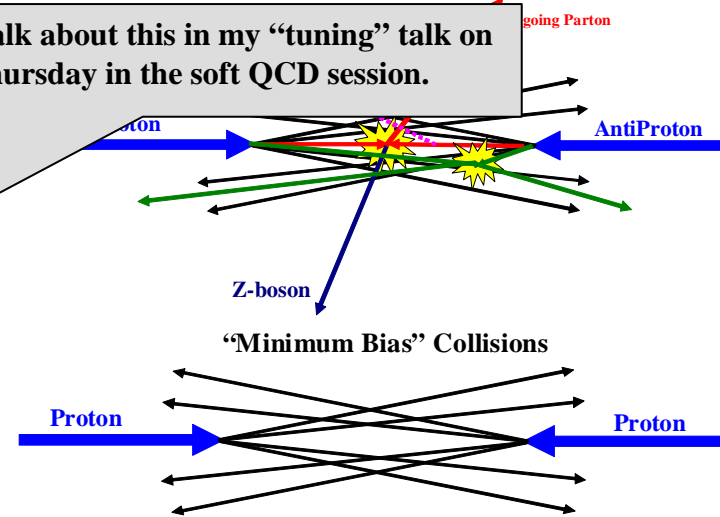 alk about this in my “tuning” talk on
ursday in the soft QCD session.
going Parton
oton
AntiProton
Z-boson
“Minimum Bias” Collisions
Proton
Proton